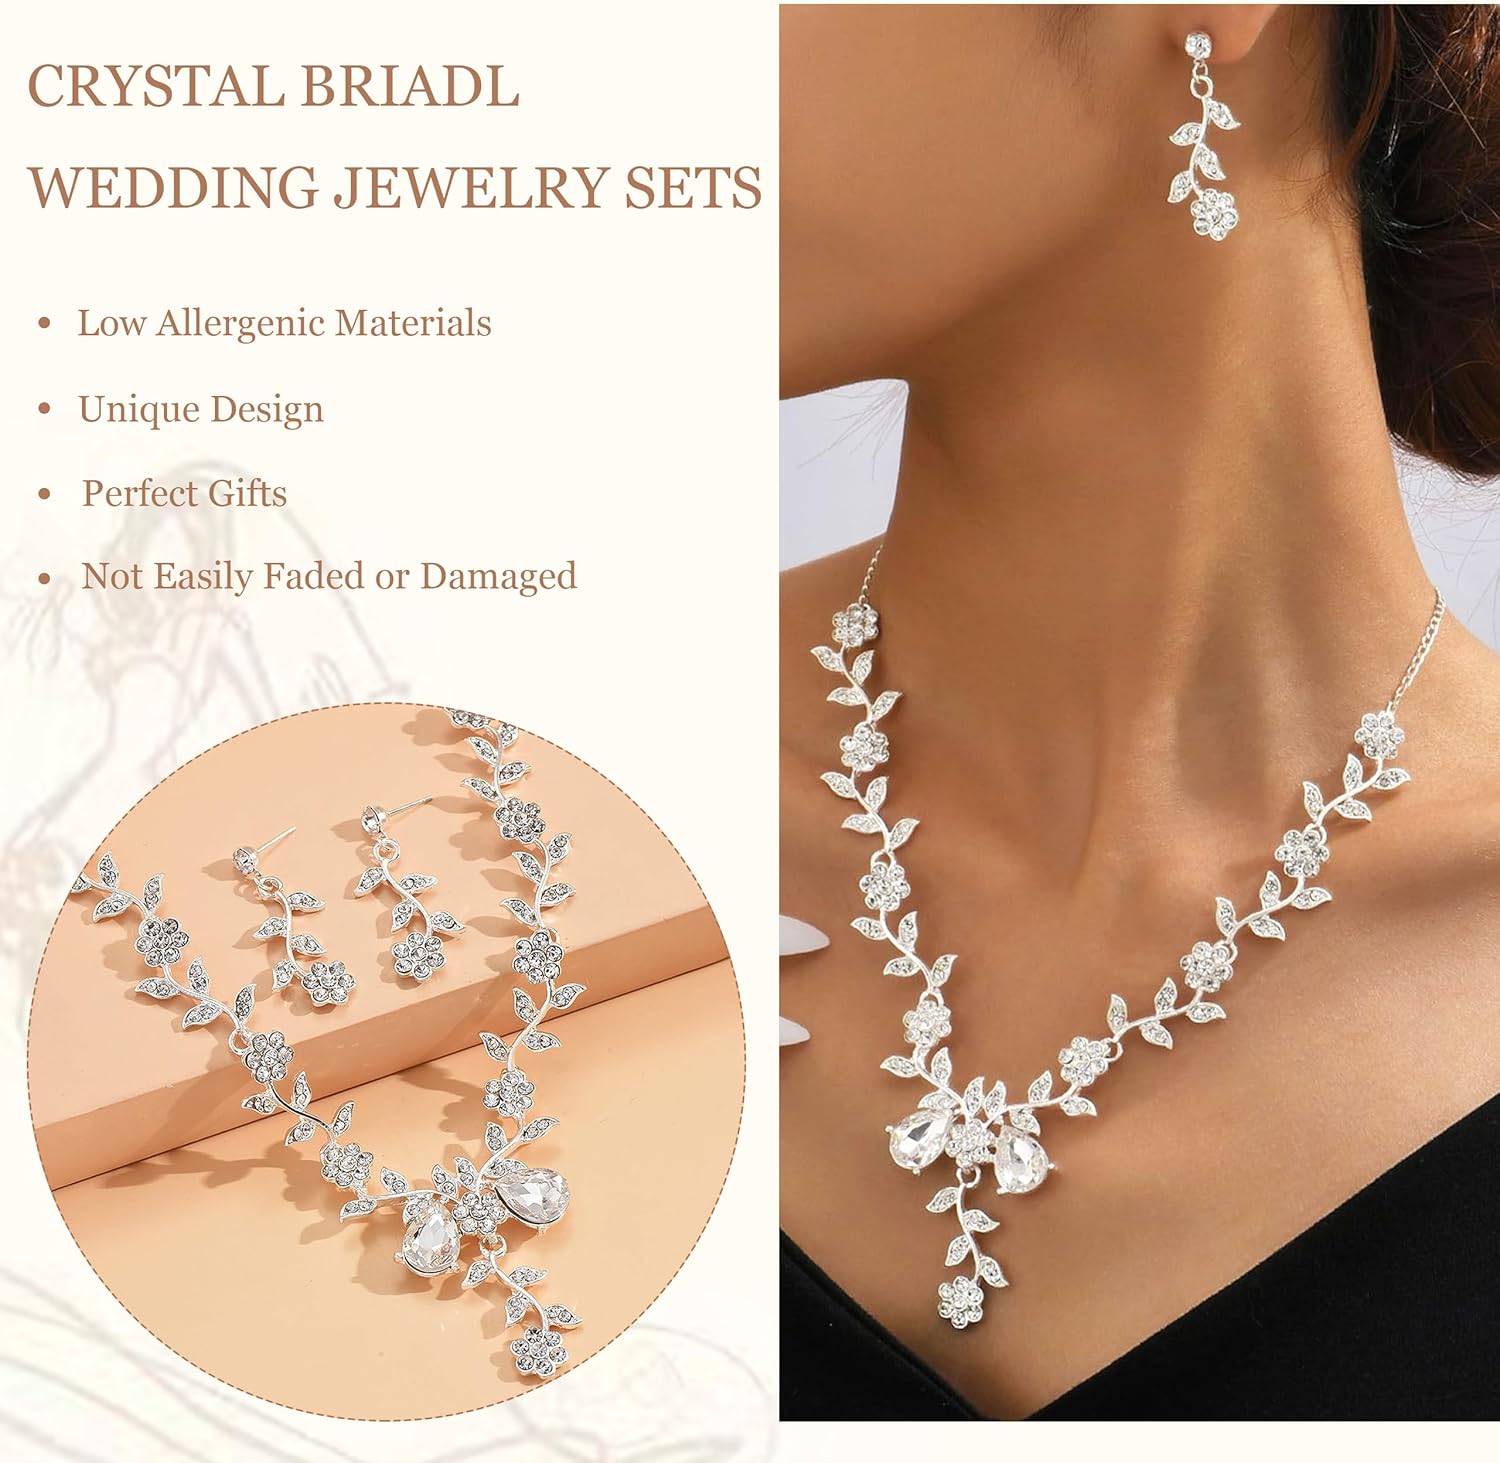 CRYSTAL BRIADL
WEDDING JEWELRY SETS
• Low Allergenic Materials
• Unique Design
• Perfect Gifts
• Not Easily Faded or Damaged